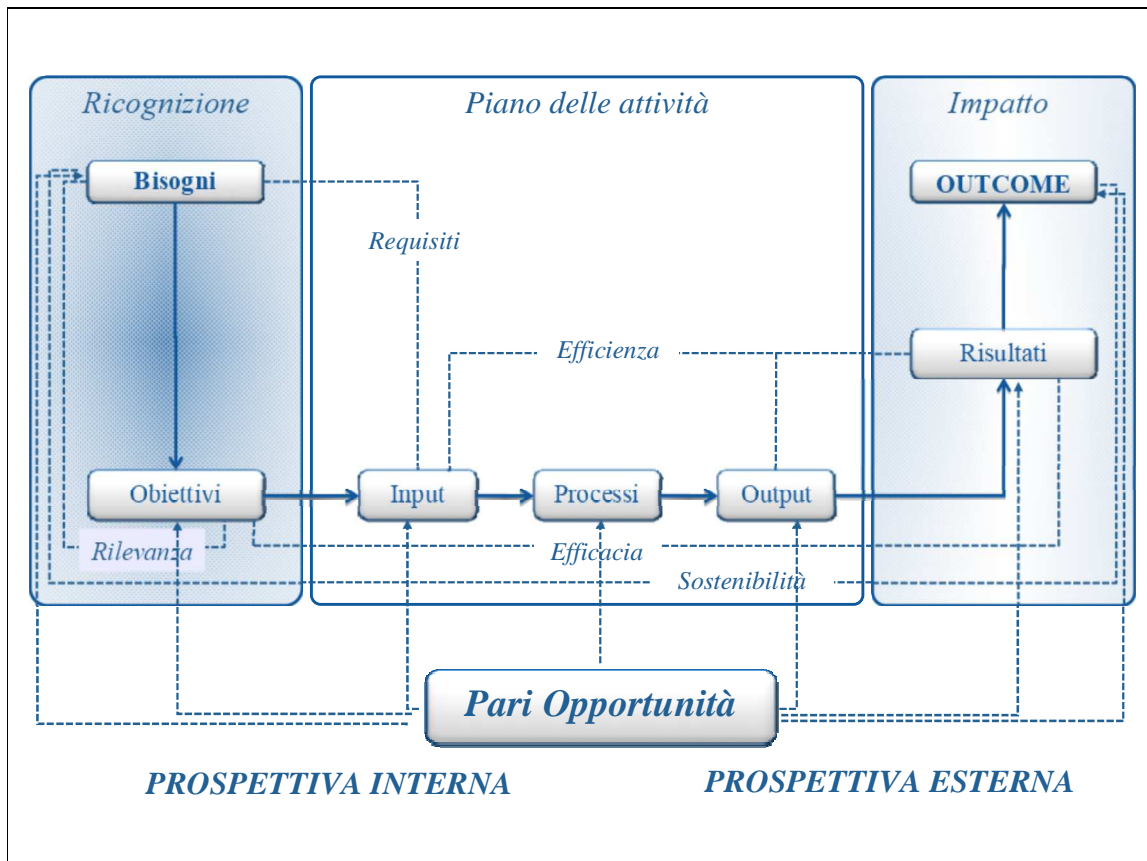 Ricognizione
Piano delle attività
Impatto
Bisogni
OUTCOME
Requisiti
Efficienza
Risultati
Obiettivi
Input
Processi
Output
Rilevanza
Efficacia
Sostenibilità
Pari Opportunità
PROSPETTIVA INTERNA
PROSPETTIVA ESTERNA